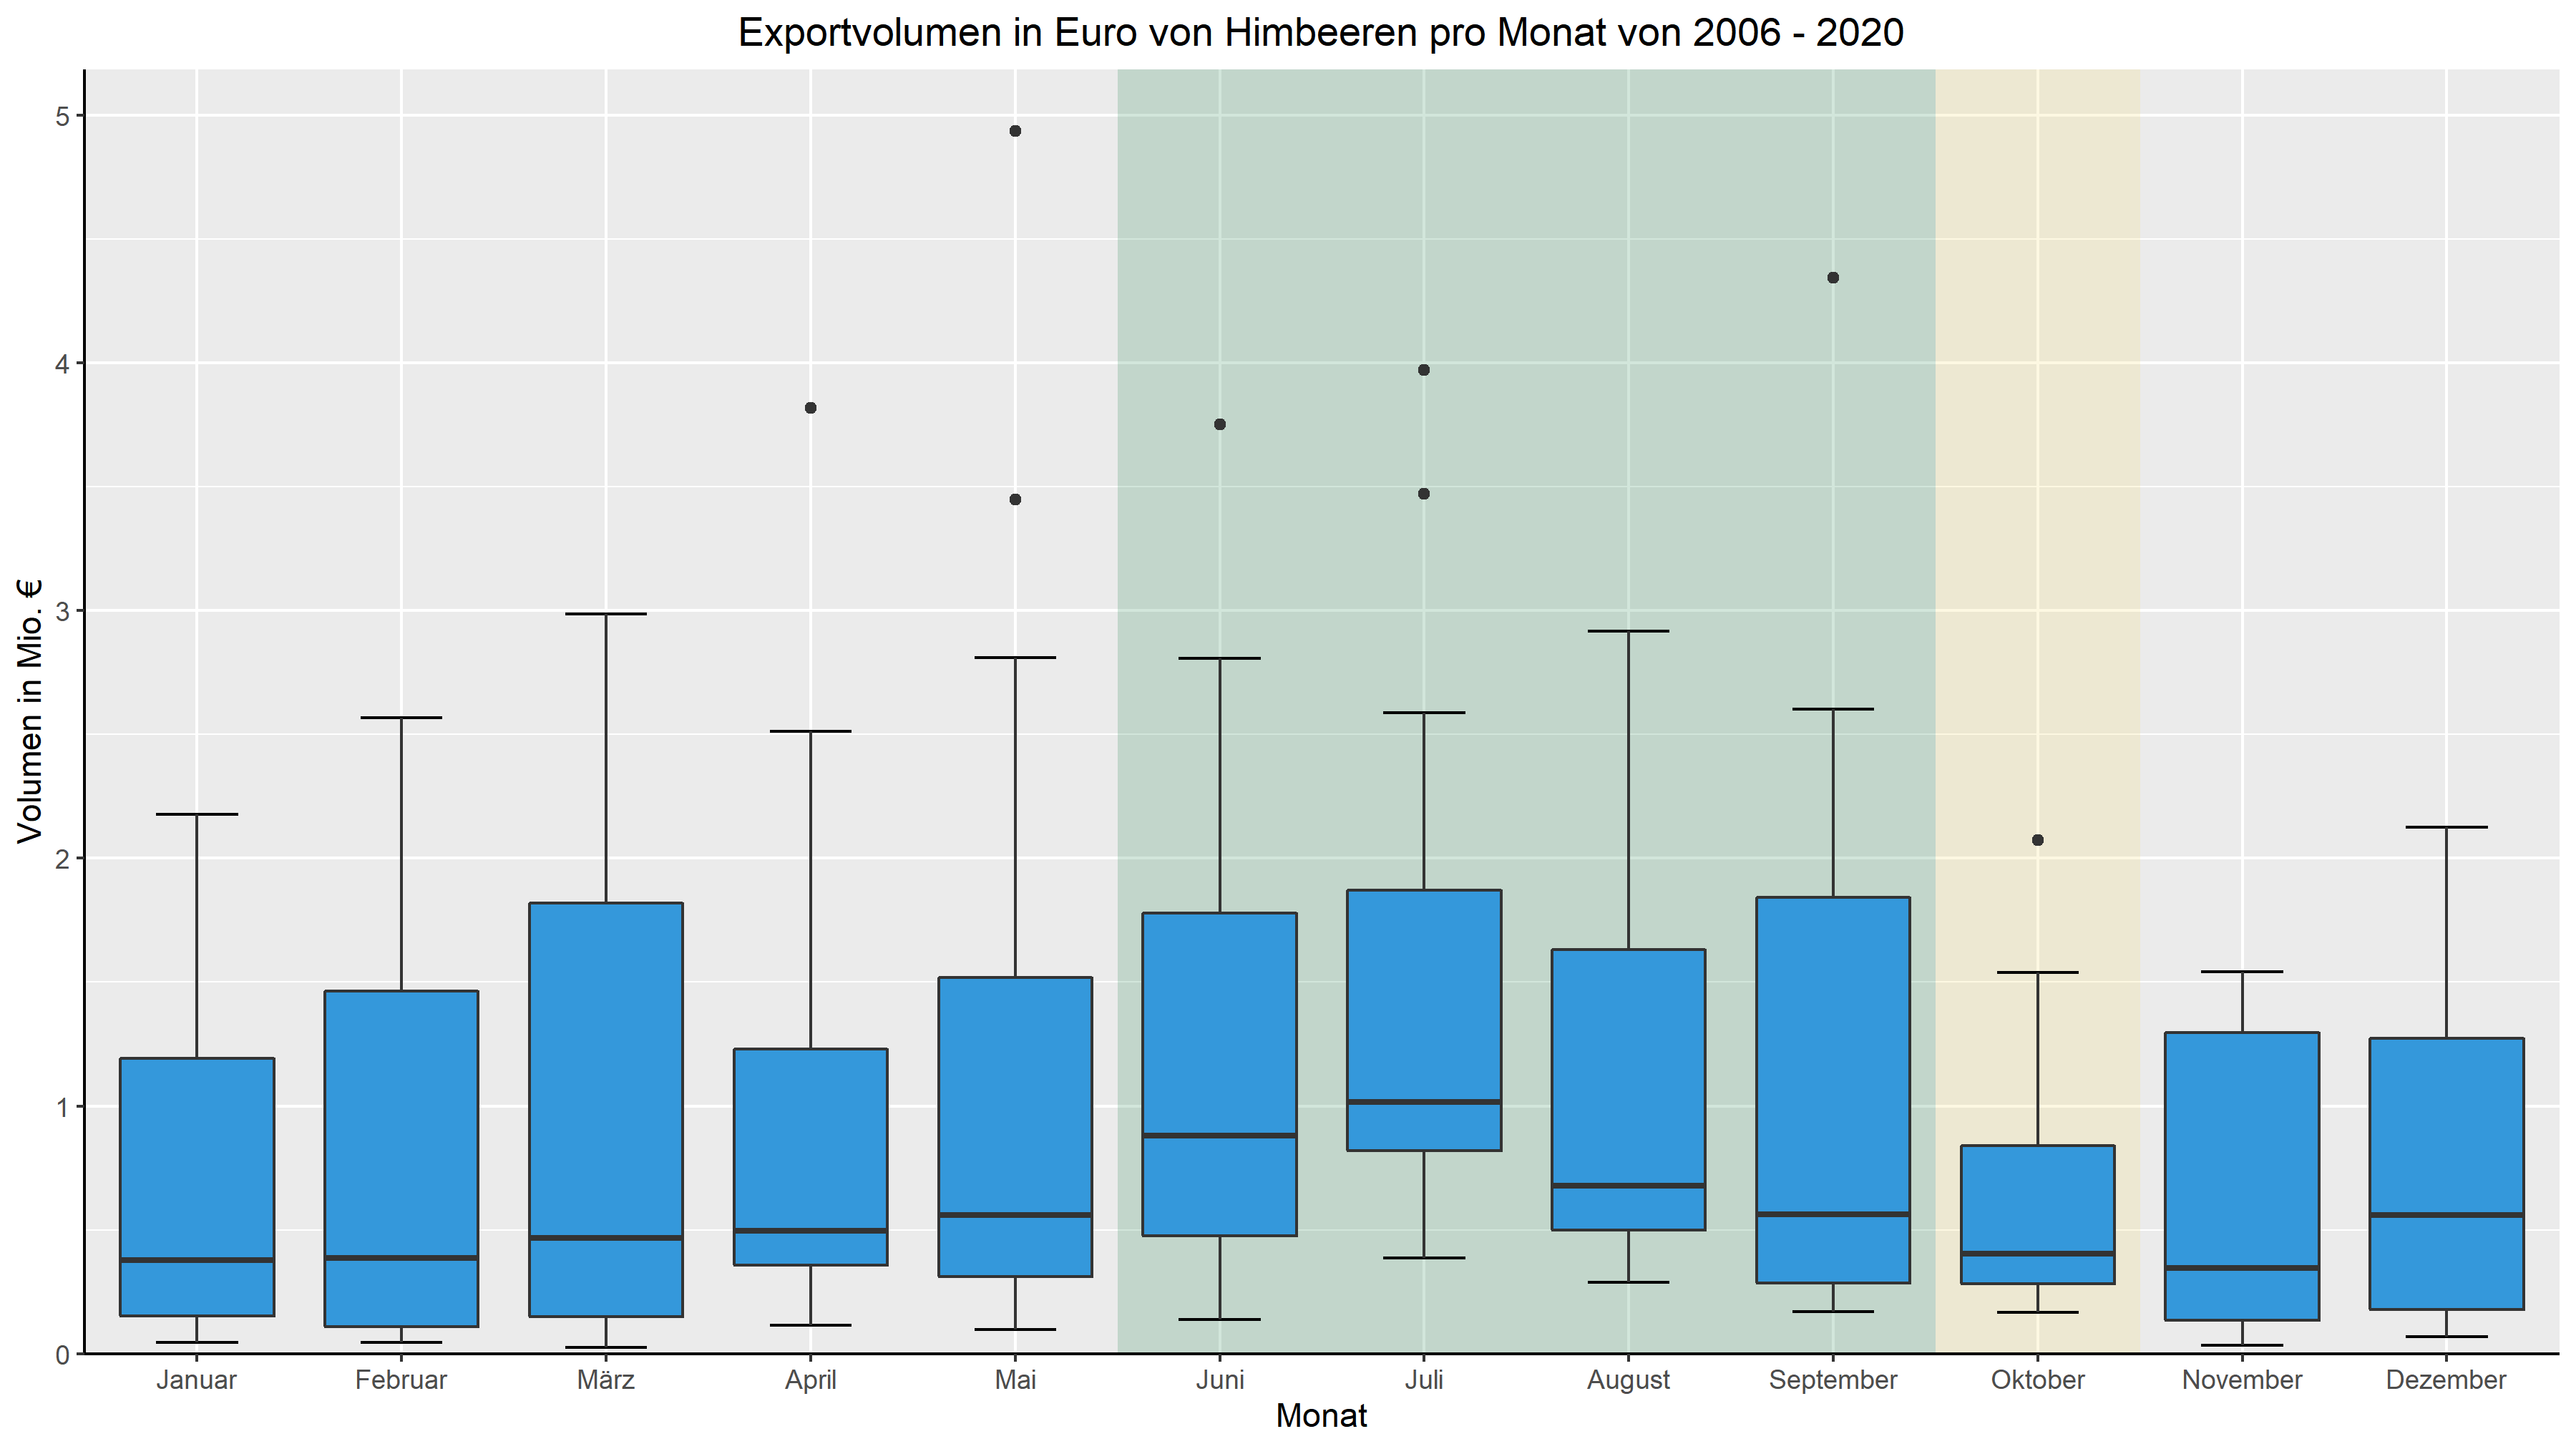 Exportvolumen in Euro von Himbeeren pro Monat von 2006 - 2020
Volumen in Mio. €
5
4
3
2
1
0
Januar Februar März April Mai Juni Juli August September Oktober November Dezember
Monat